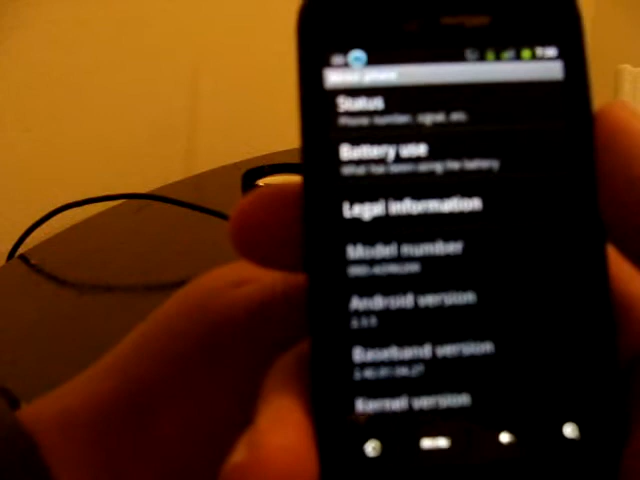 About phone
Status
Phone number, signal, etc.
Battery use
What has been using the battery
Legal information
Model number
Android version
Baseband version
Kernel version